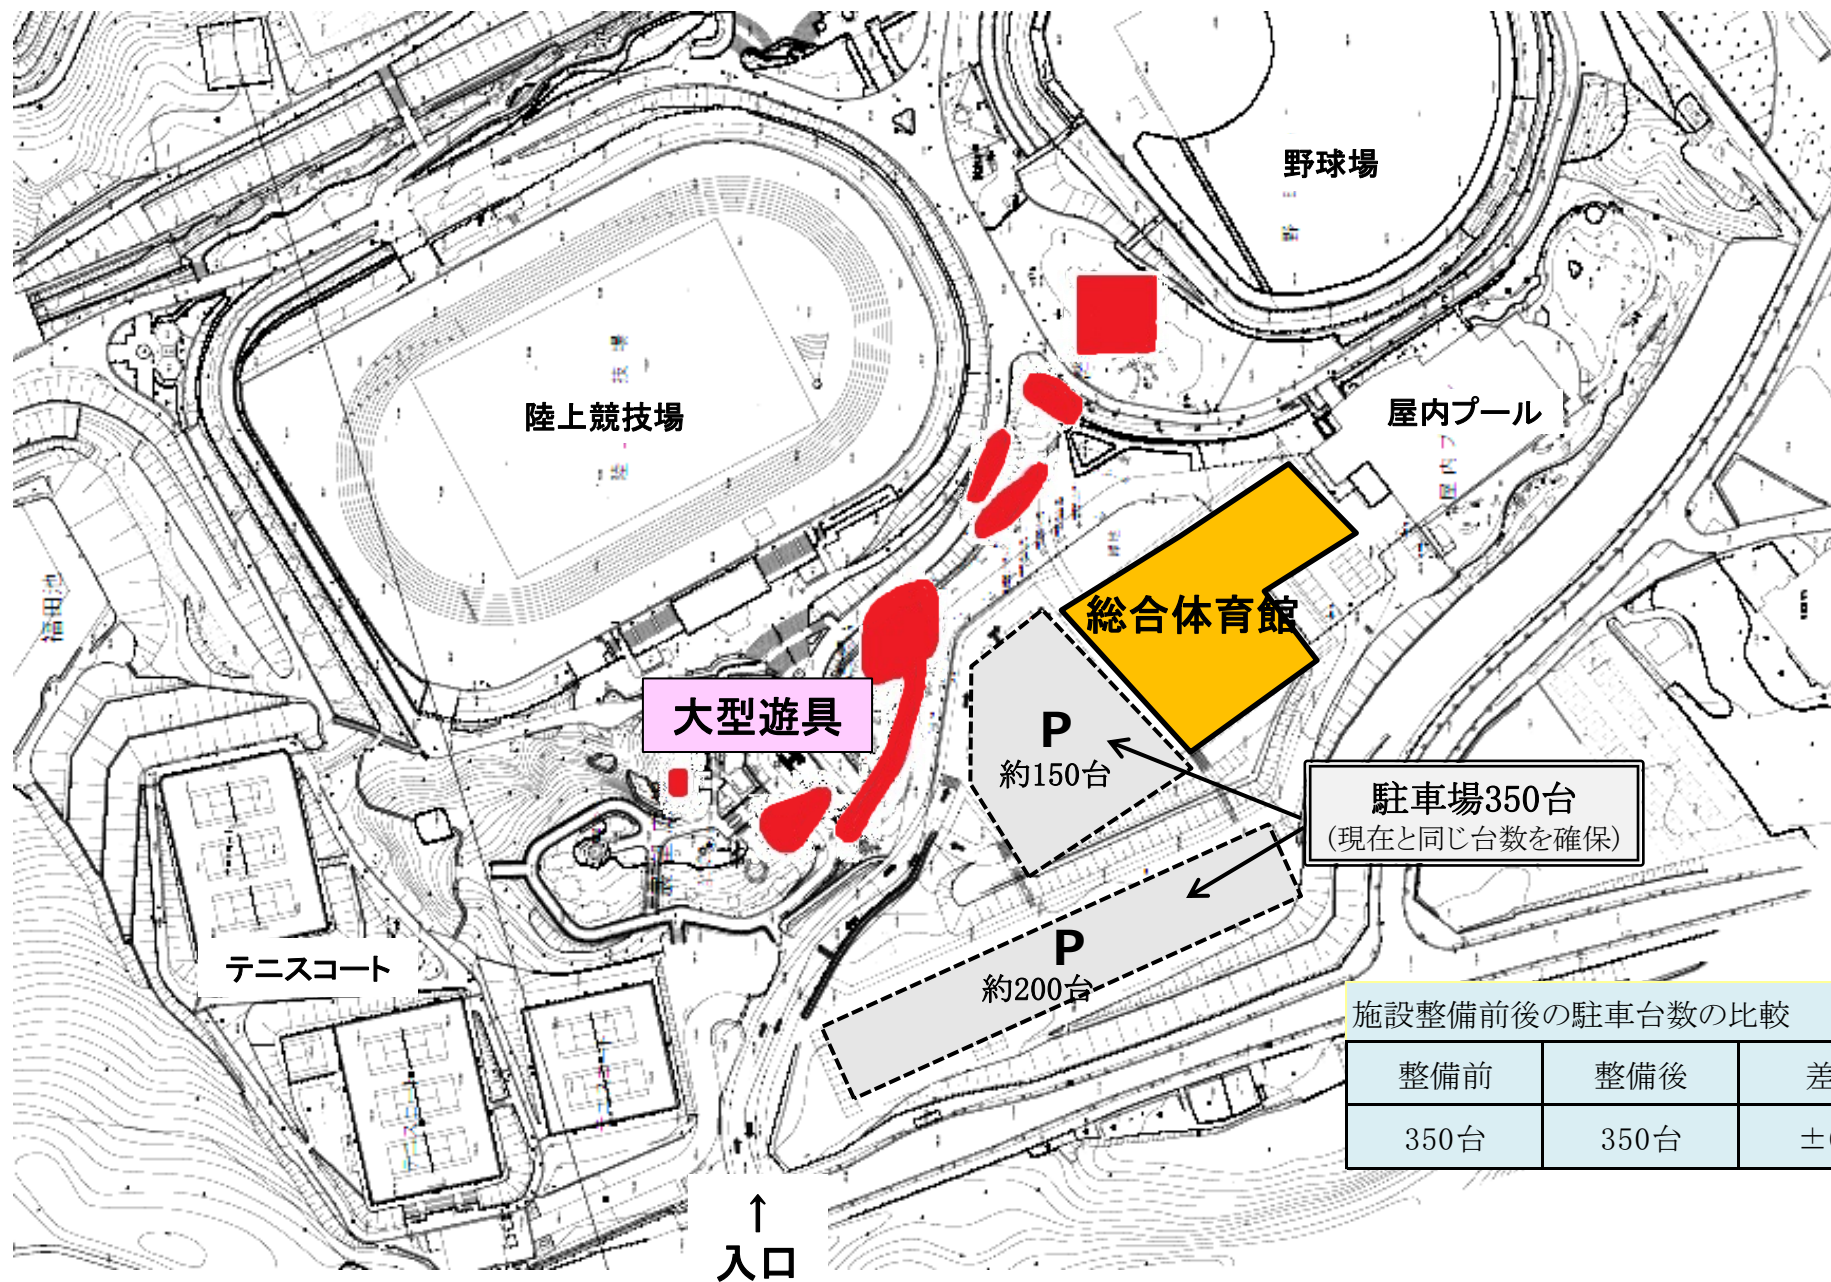 野球場
陸上競技場
屋内プール
福田池
総合体育館
大型遊具
P
約150台
駐車場350台
(現在と同じ台数を確保)
P
約200台
テニスコート
施設整備前後の駐車台数の比較
整備前 整備後 差
350台 350台
↑
入口